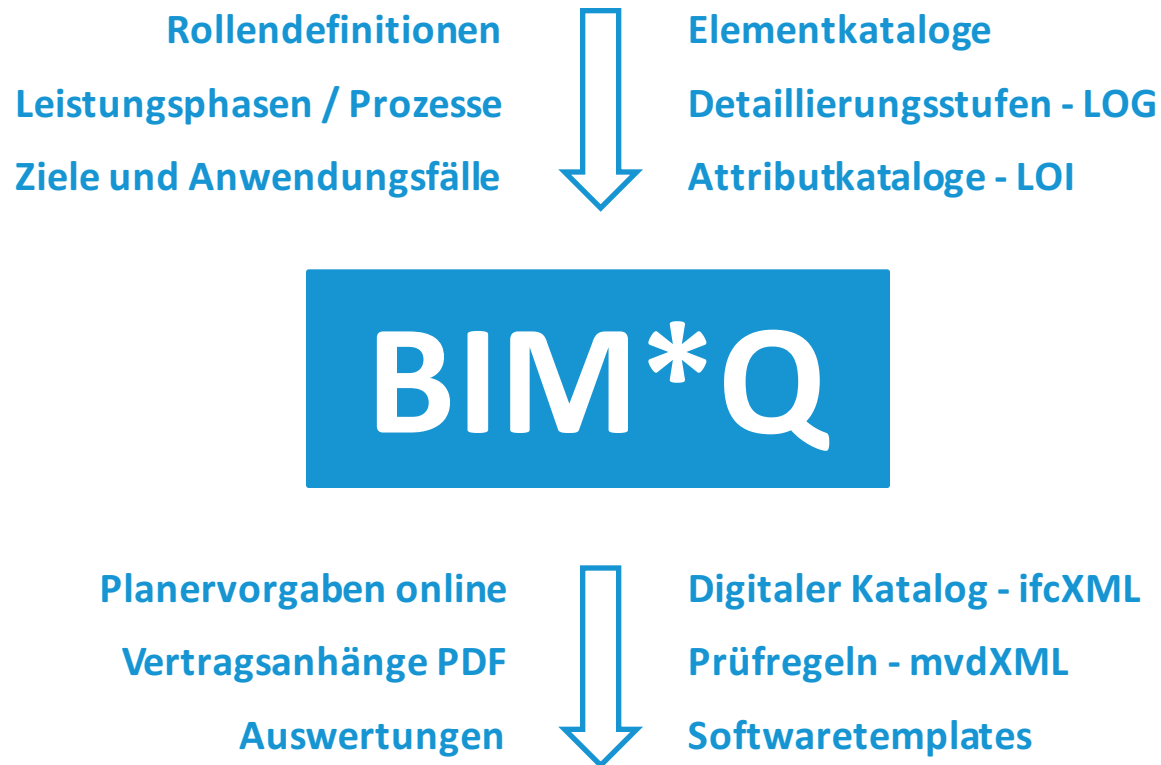 Rollendefinitionen
Leistungsphasen / Prozesse
Ziele und Anwendungsfälle
Elementkataloge
Detaillierungsstufen - LOG
Attributkataloge - LOI
BIM*Q
Planervorgaben online
Vertragsanhänge PDF
Auswertungen
Digitaler Katalog - ifcXML
Prüfregeln - mvdXML
Softwaretemplates